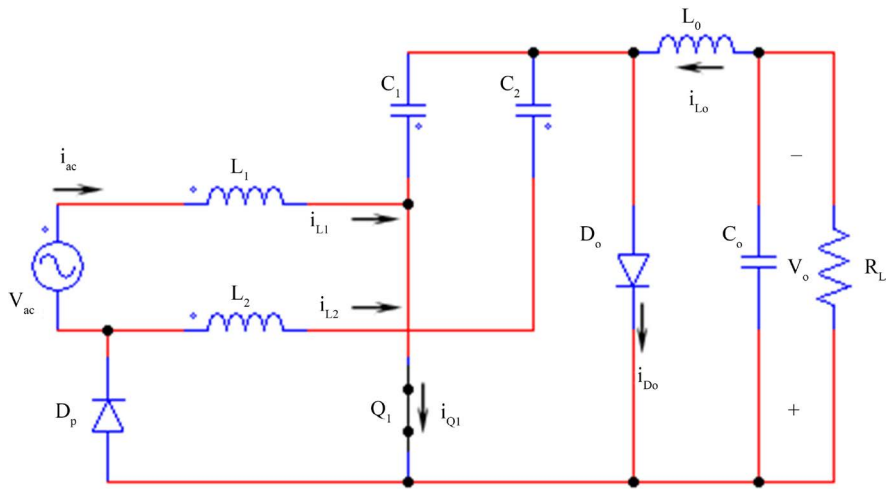 L0
C1
C2
iLo
iac
L1
–
iL1
Do
Co
Vo
RL
Vac
L2
iL2
iDo
Dp
Q1
iQ1
+